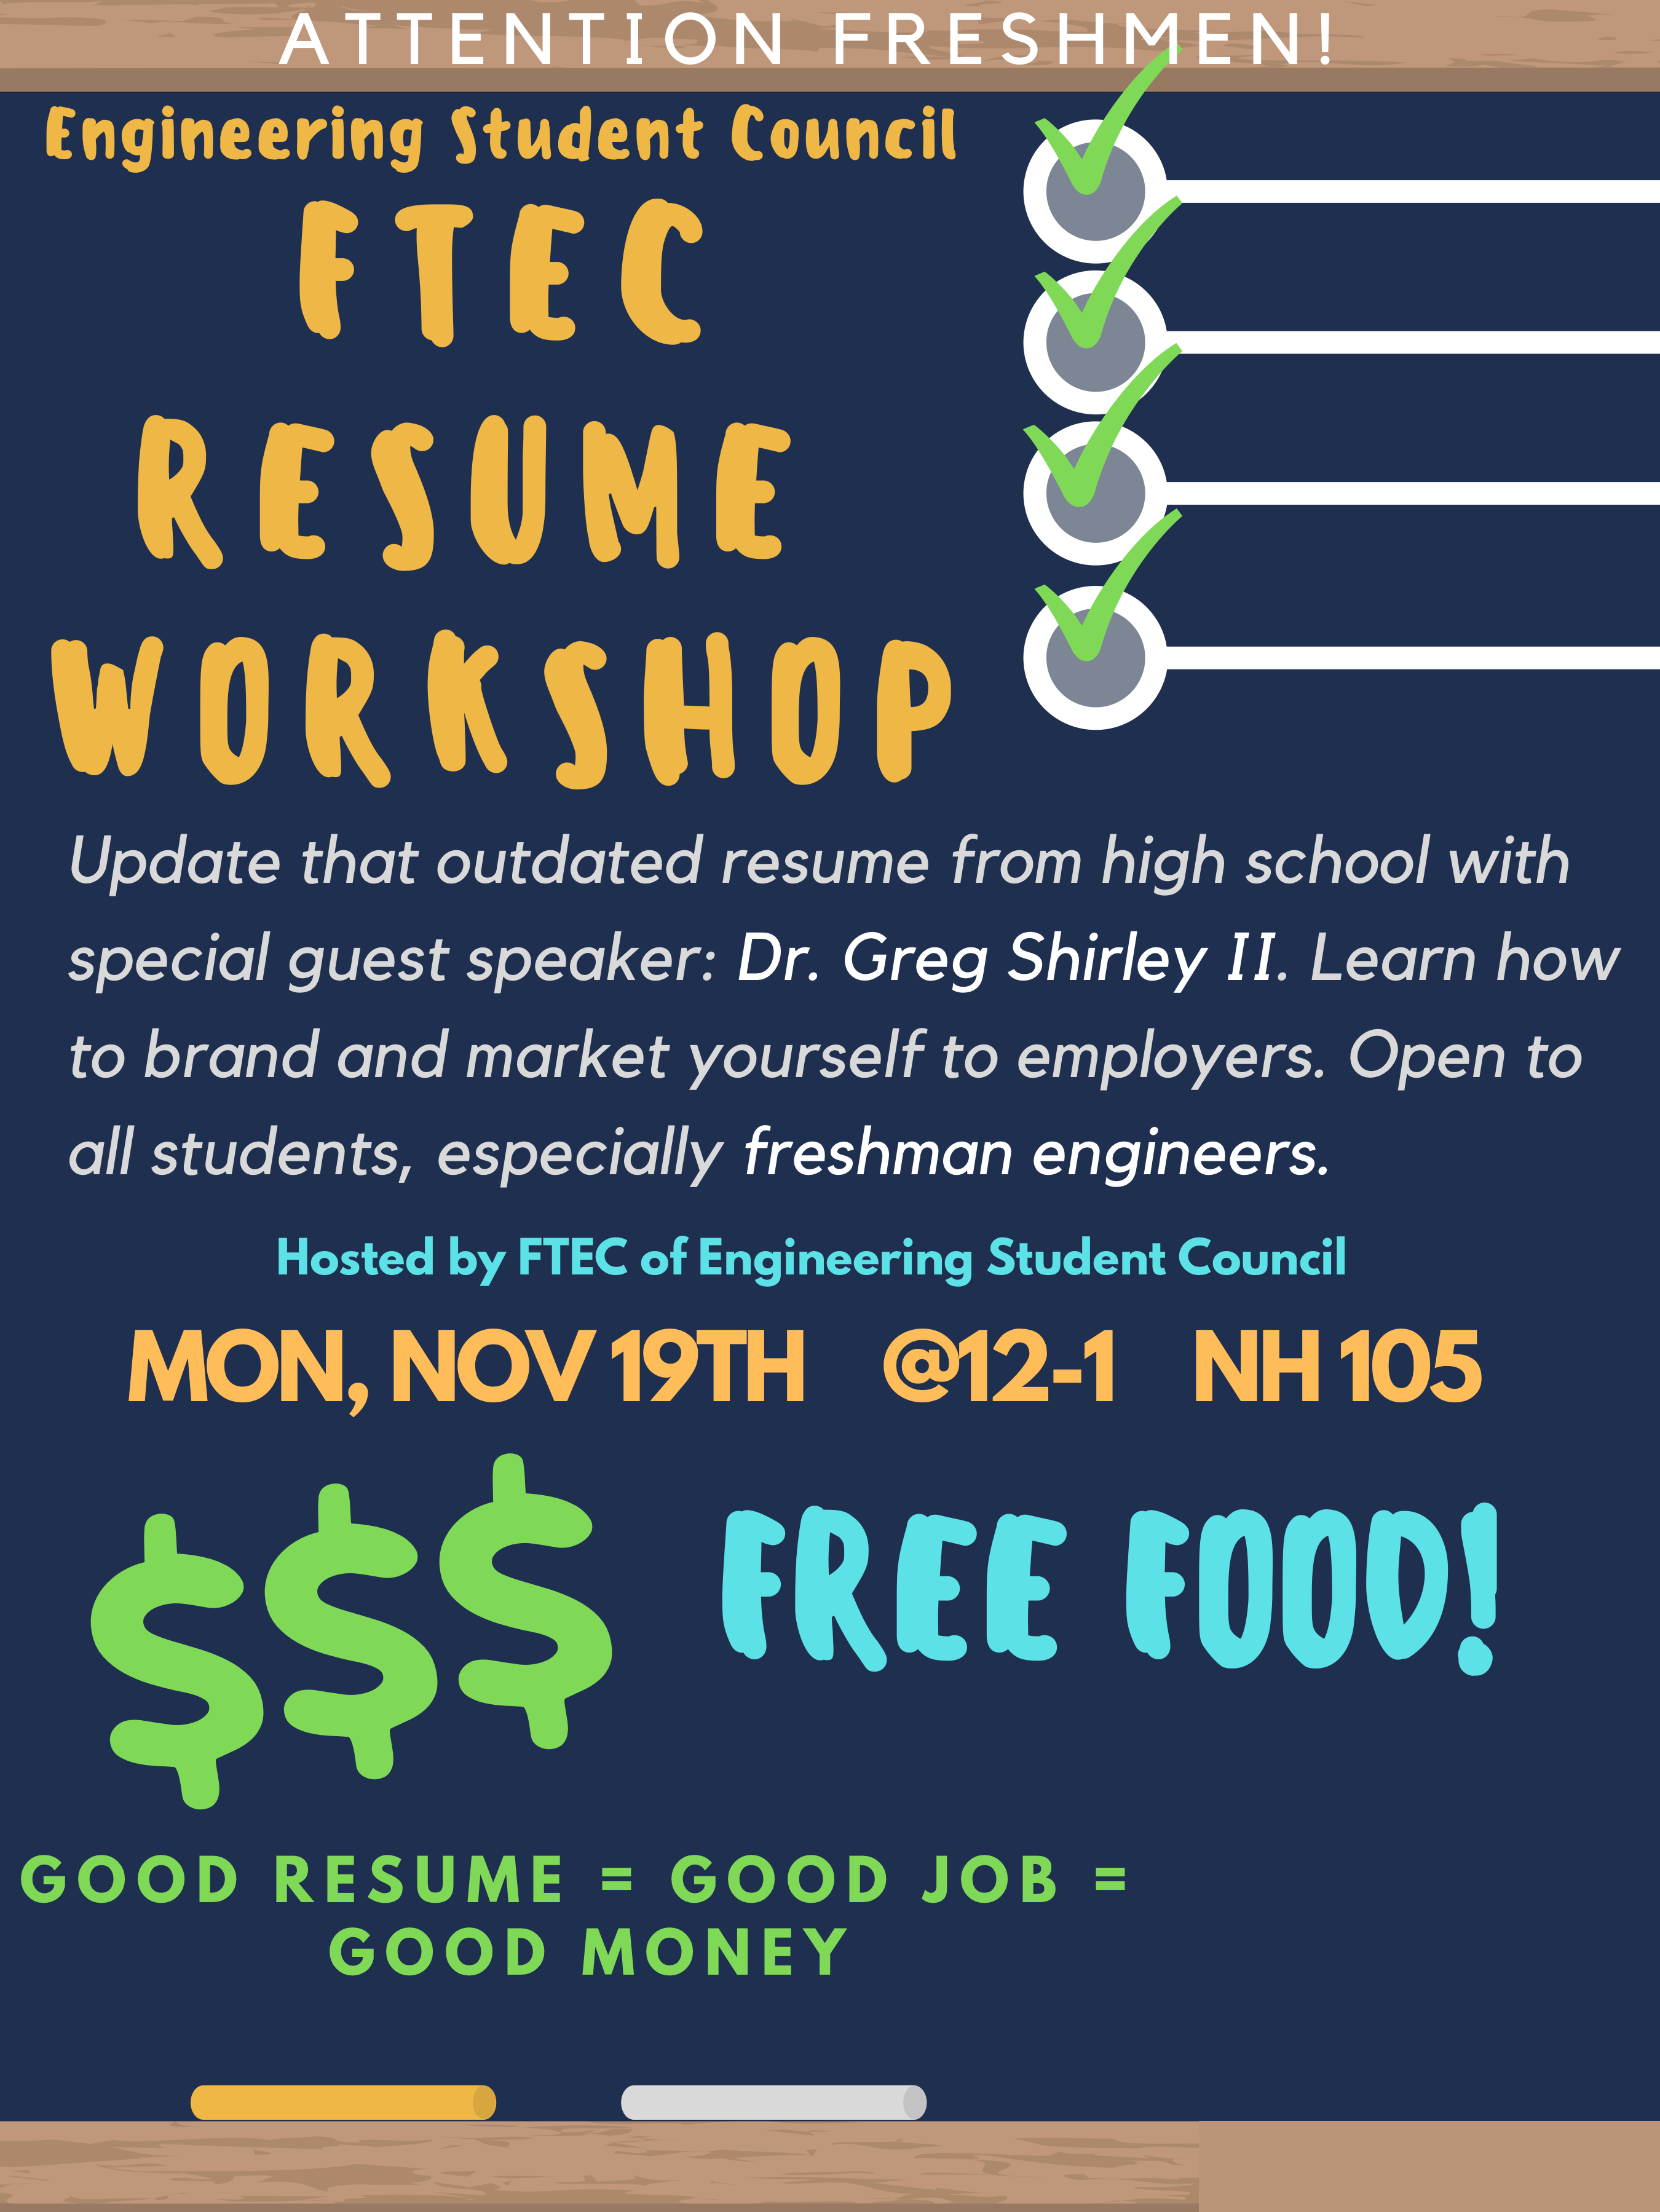 ATTENTION FRESHMEN!
Engineering Student Council
FTEC
RESUME
WORKSHOP
Update that outdated resume from high school with
special guest speaker: Dr. Greg Shirley II. Learn how
to brand and market yourself to employers. Open to
all students, especially freshman engineers.
Hosted by FTEC of Engineering Student Council
MON, NOV 19TH @12-1 NH 105
$$$
FREE FOOD!
GOOD RESUME = GOOD JOB =
GOOD MONEY